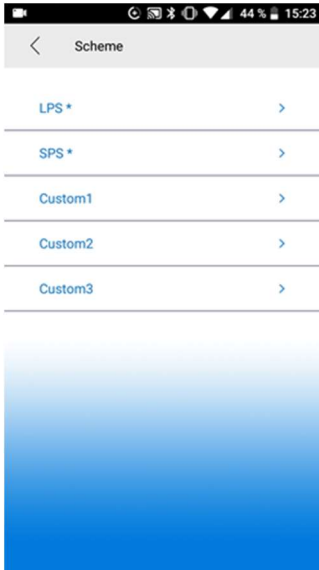 44 % 15:23
Scheme
LPS *
SPS *
Custom1
Custom2
Custom3